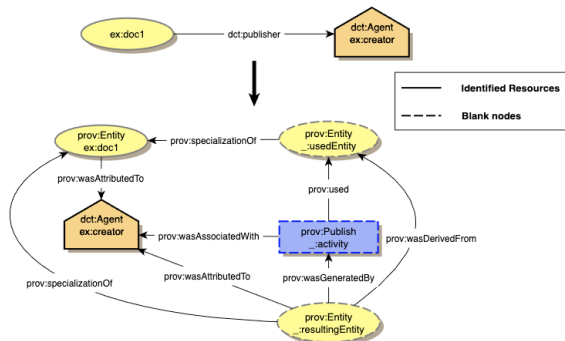 ex:doc1
dct:publisher
dct:Agent
ex:creator
Identified Resources
Blank nodes
prov:Entity
ex:doc1
prov:specializationOf
prov:Entity
_:usedEntity
prov:wasAttributedTo
prov:used
dct:Agent
ex:creator
prov:wasAssociatedWith
prov:Publish
_:activity
prov:wasDerivedFrom
prov:specializationOf
prov:wasAttributedTo
prov:wasGeneratedBy
prov:Entity
_:resultingEntity